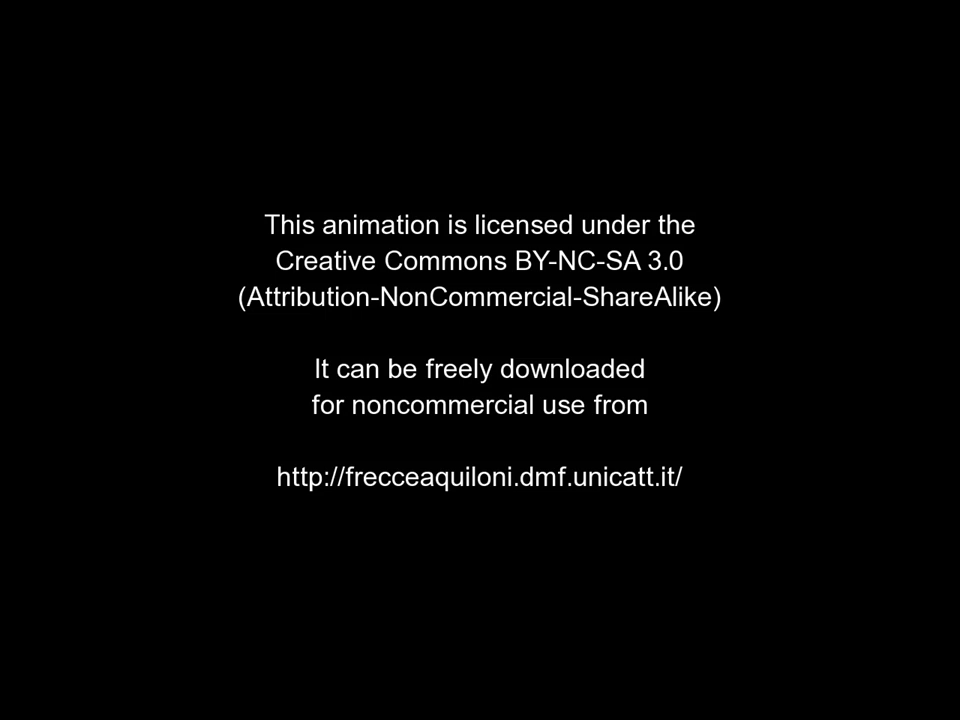 This animation is licensed under the
Creative Commons BY-NC-SA 3.0
(Attribution-NonCommercial-ShareAlike)
It can be freely downloaded
for noncommercial use from
http://frecceaquiloni.dmf.unicatt.it/